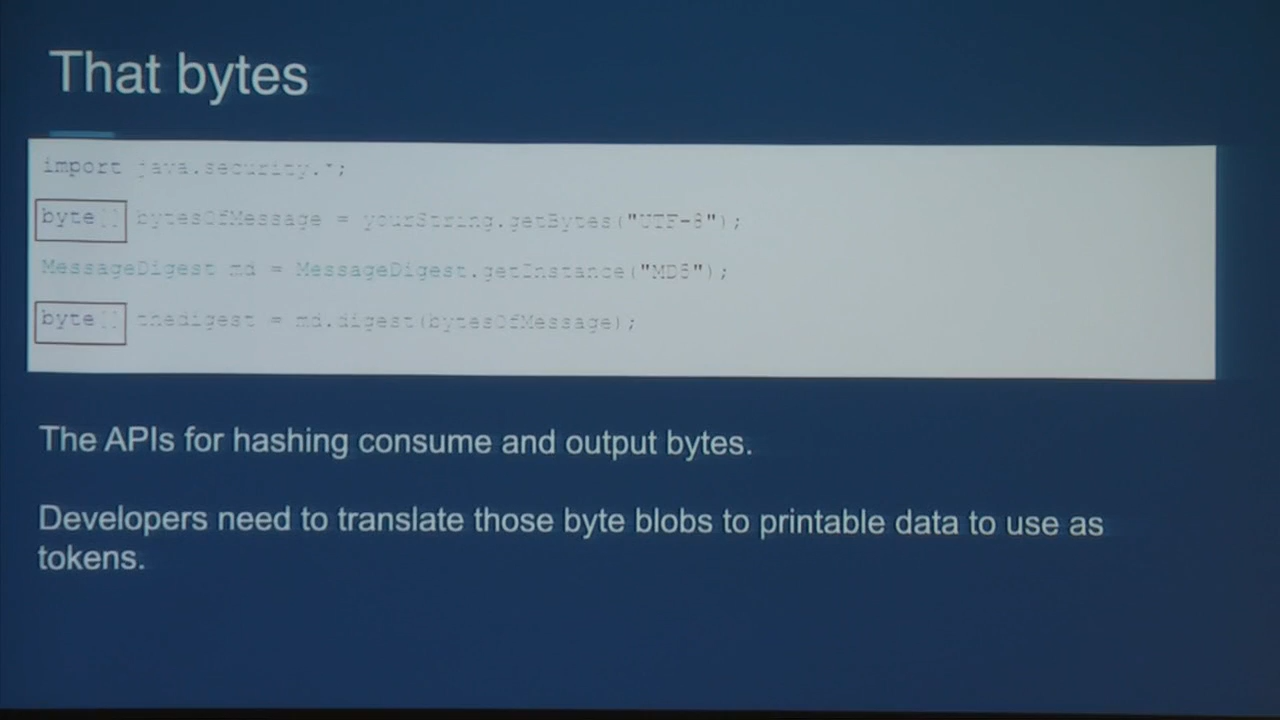 That bytes
import java.security.*;
byte[] bytesOfMessage = yourString.getBytes("UTF-8");
MessageDigest md = MessageDigest.getInstance("MD5");
byte[] thedigest = md.digest(bytesOfMessage);
The APIs for hashing consume and output bytes.
Developers need to translate those byte blobs to printable data to use as
tokens.